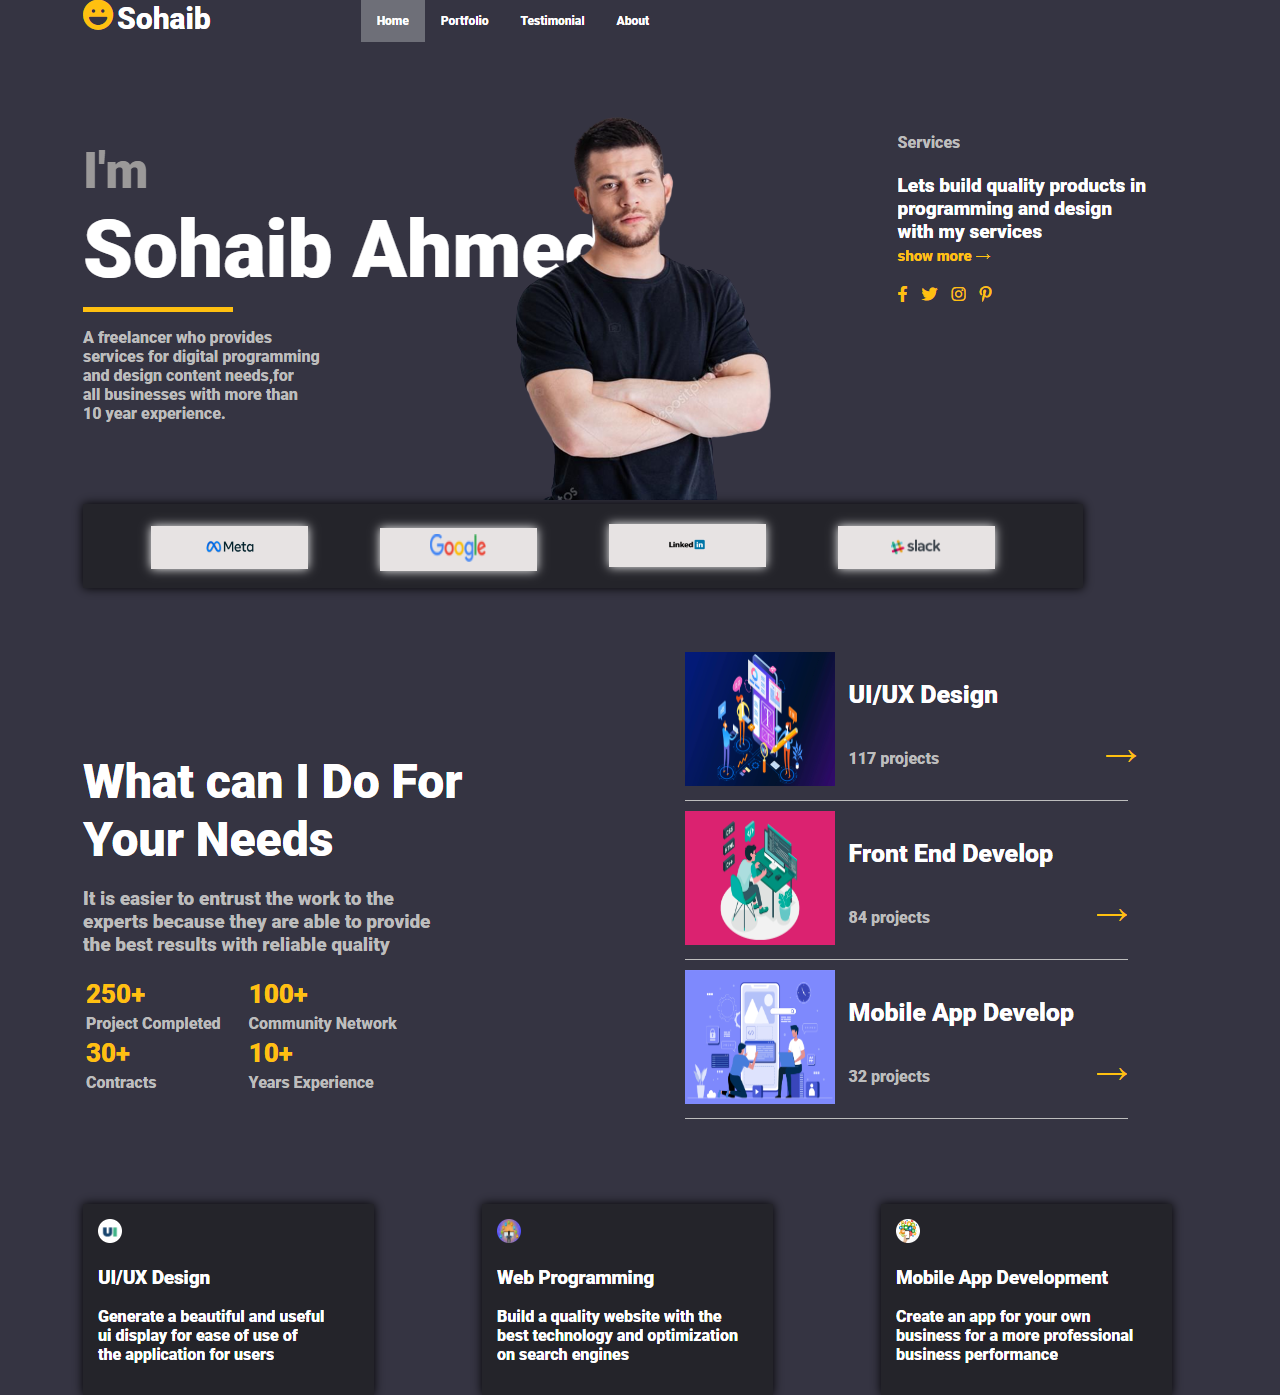 Sohaib
Home Portfolio Testimonial About
I'm
Sohaib Ahmed
A freelancer who provides
services for digital programming
and design content needs,for
all businesses with more than
10 year experience.
Services
Lets build quality products in
programming and design
with my services
show more →
Meta
Google
Linked in
slack
What can I Do For
Your Needs
It is easier to entrust the work to the
experts because they are able to provide
the best results with reliable quality
250+ 100+
Project Completed Community Network
30+ 10+
Contracts Years Experience
UI/UX Design
117 projects
Front End Develop
84 projects
Mobile App Develop
32 projects
UI
UI/UX Design
Generate a beautiful and useful
ui display for ease of use of
the application for users
Web Programming
Build a quality website with the
best technology and optimization
on search engines
Mobile App Development
Create an app for your own
business for a more professional
business performance